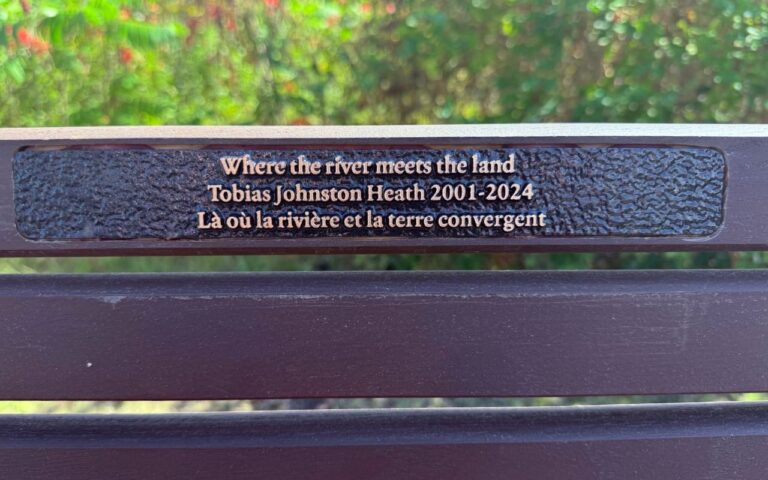 Where the river meets the land
Tobias Johnston Heath 2001-2024
Là où la rivière et la terre convergent